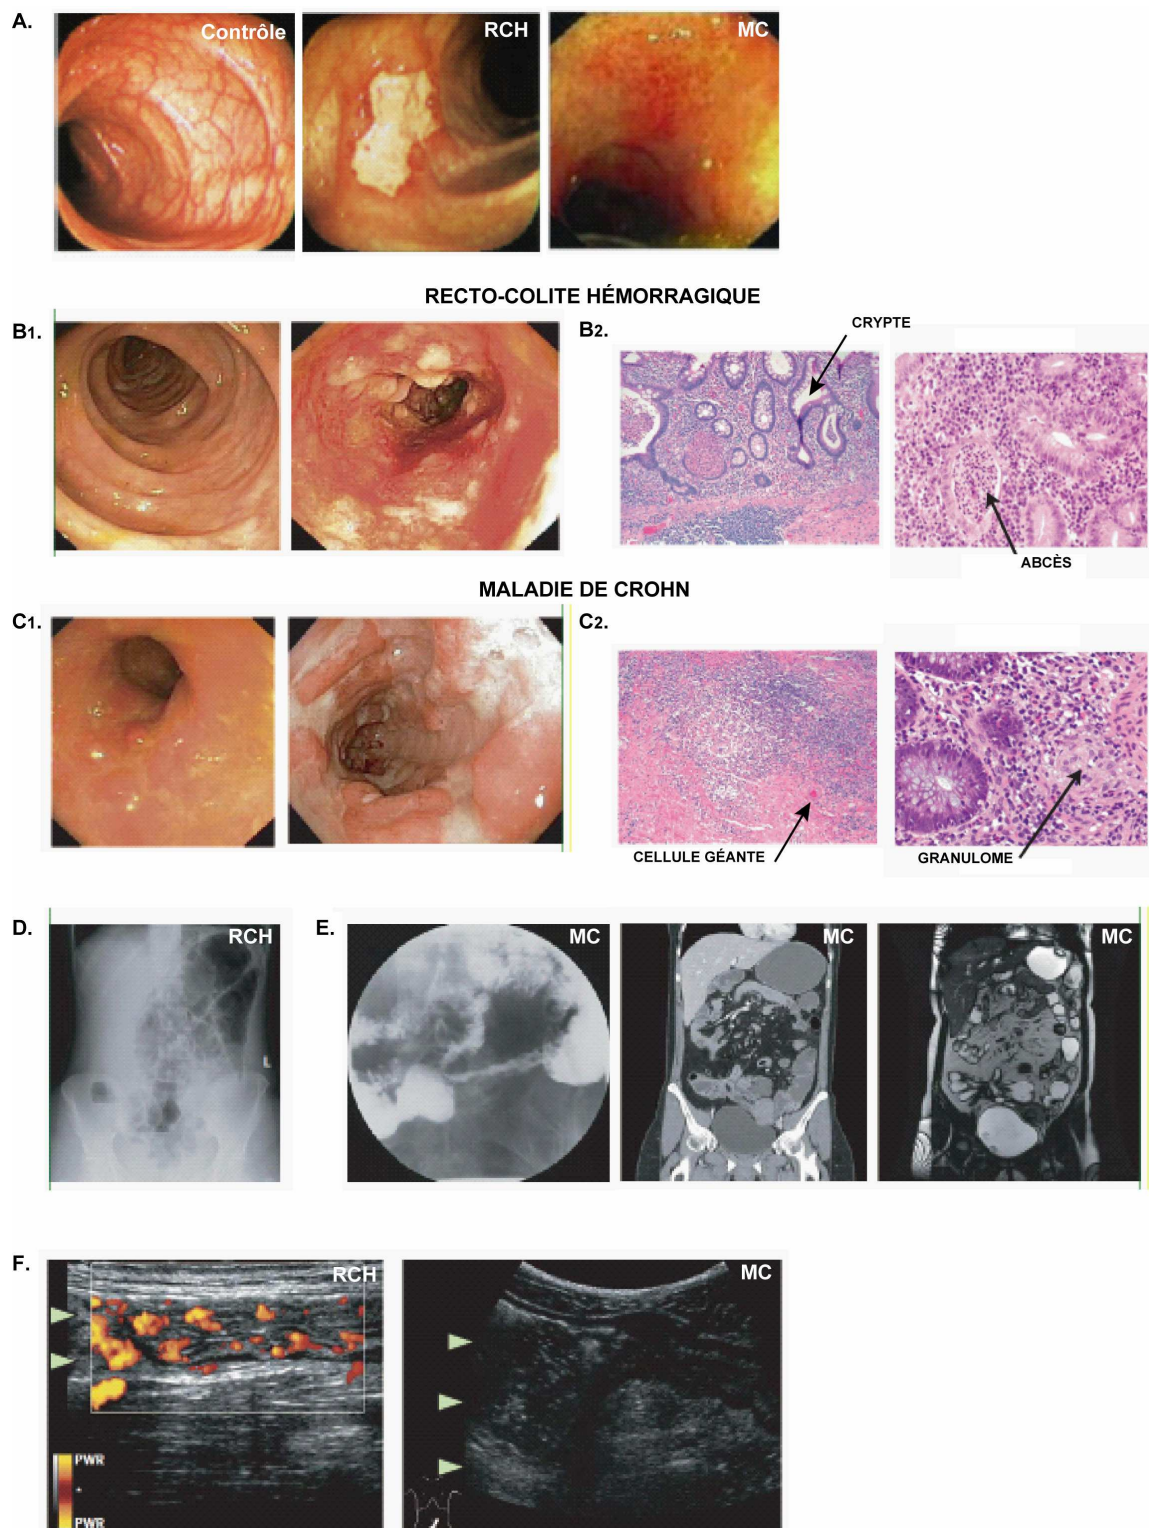 A.
Contrôle
RCH
MC
RECTO-COLITE HÉMORRAGIQUE
B1.
B2.
CRYPTE
ABCÈS
MALADIE DE CROHN
C1.
C2.
CELLULE GÉANTE
GRANULOME
D.
RCH
E.
MC
MC
MC
F.
RCH
PWR
PWR
MC